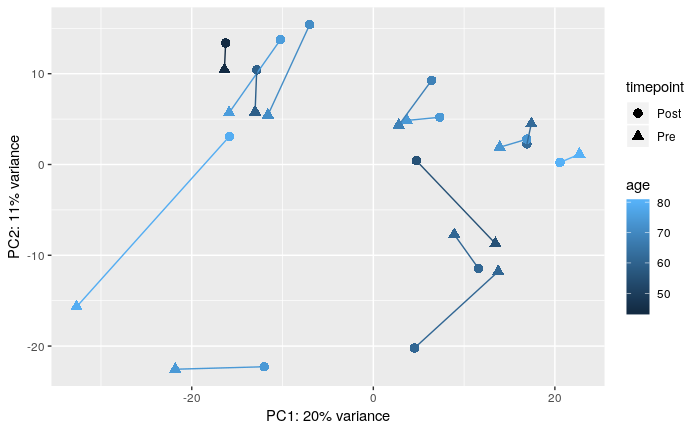 10
0
-10
-20
-20
0
20
PC1: 20% variance
PC2: 11% variance
timepoint
Post
Pre
age
80
70
60
50